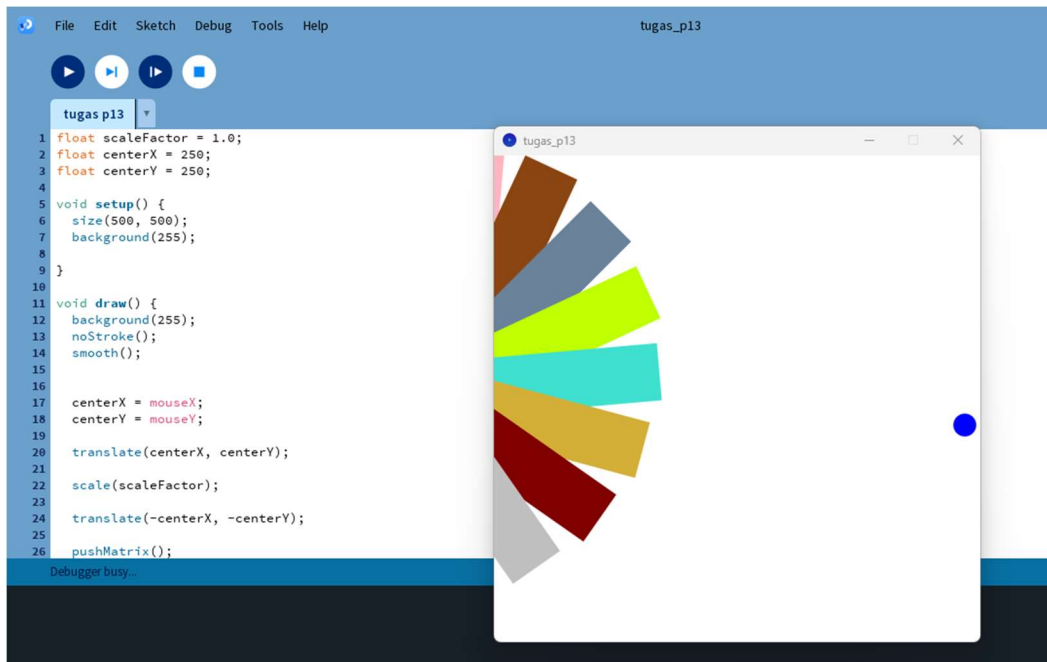 File Edit Sketch Debug Tools Help tugas_p13
tugas p13
1 float scaleFactor = 1.0;
2 float centerX = 250;
3 float centerY = 250;
4
5 void setup() {
6 size(500, 500);
7 background(255);
8
9 }
10
11 void draw() {
12 background(255);
13 noStroke();
14 smooth();
15
16
17 centerX = mouseX;
18 centerY = mouseY;
19
20 translate(centerX, centerY);
21
22 scale(scaleFactor);
23
24 translate(-centerX, -centerY);
25
26 pushMatrix();
Debugger busy...
tugas_p13